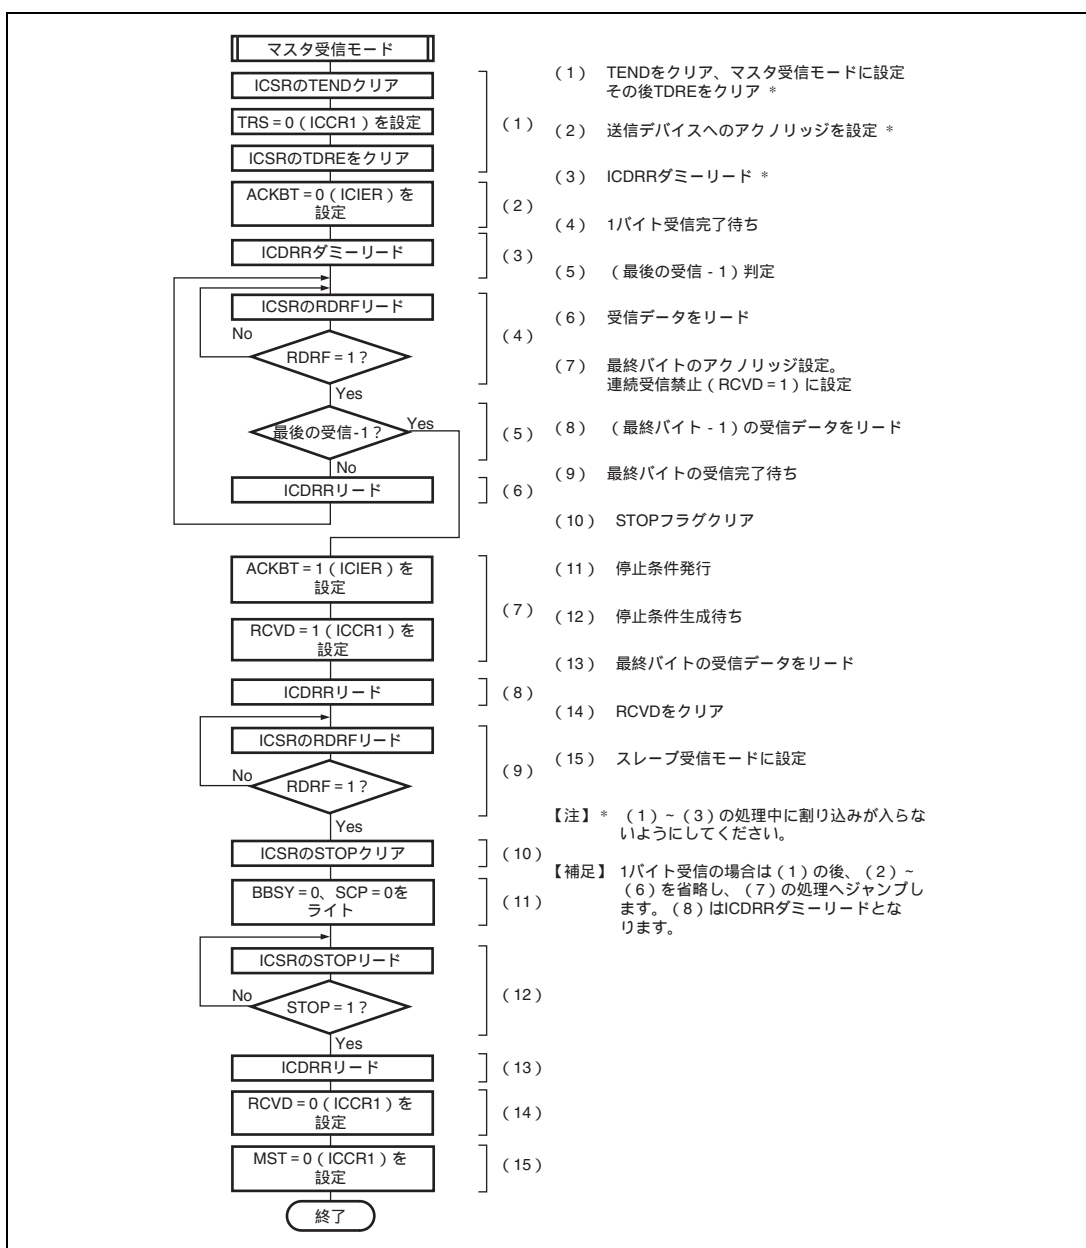 マスタ受信モード
ICSRのTENDクリア
TRS = 0 ( ICCR1 ) を設定
ICSRのTDREをクリア
( 1 )
ACKBT = 0 ( ICIER ) を
設定
( 2 )
ICDRRダミーリード
( 3 )
ICSRのRDRFリード
No
RDRF = 1 ?
( 4 )
Yes
最後の受信-1 ?
Yes
( 5 )
No
ICDRRリード
( 6 )
ACKBT = 1 ( ICIER ) を
設定
RCVD = 1 ( ICCR1 ) を
設定
( 7 )
ICDRRリード
( 8 )
ICSRのRDRFリード
No
RDRF = 1 ?
( 9 )
Yes
ICSRのSTOPクリア
( 10 )
BBSY = 0、SCP = 0を
ライト
( 11 )
ICSRのSTOPリード
No
STOP = 1 ?
( 12 )
Yes
ICDRRリード
( 13 )
RCVD = 0 ( ICCR1 ) を
設定
( 14 )
MST = 0 ( ICCR1 ) を
設定
( 15 )
終了
( 1 ) TENDをクリア、マスタ受信モードに設定
その後TDREをクリア *
( 2 ) 送信デバイスへのアクノリッジを設定 *
( 3 ) ICDRRダミーリード *
( 4 ) 1バイト受信完了待ち
( 5 ) ( 最後の受信 - 1 ) 判定
( 6 ) 受信データをリード
( 7 ) 最終バイトのアクノリッジ設定。
連続受信禁止 ( RCVD = 1 ) に設定
( 8 ) ( 最終バイト - 1 ) の受信データをリード
( 9 ) 最終バイトの受信完了待ち
( 10 ) STOPフラグクリア
( 11 ) 停止条件発行
( 12 ) 停止条件生成待ち
( 13 ) 最終バイトの受信データをリード
( 14 ) RCVDをクリア
( 15 ) スレーブ受信モードに設定
【注】 * ( 1 ) ~ ( 3 ) の処理中に割り込みが入らな
いようにしてください。
【補足】 1バイト受信の場合は ( 1 ) の後、( 2 ) ~
( 6 ) を省略し、( 7 ) の処理へジャンプし
ます。( 8 ) はICDRRダミーリードとな
ります。